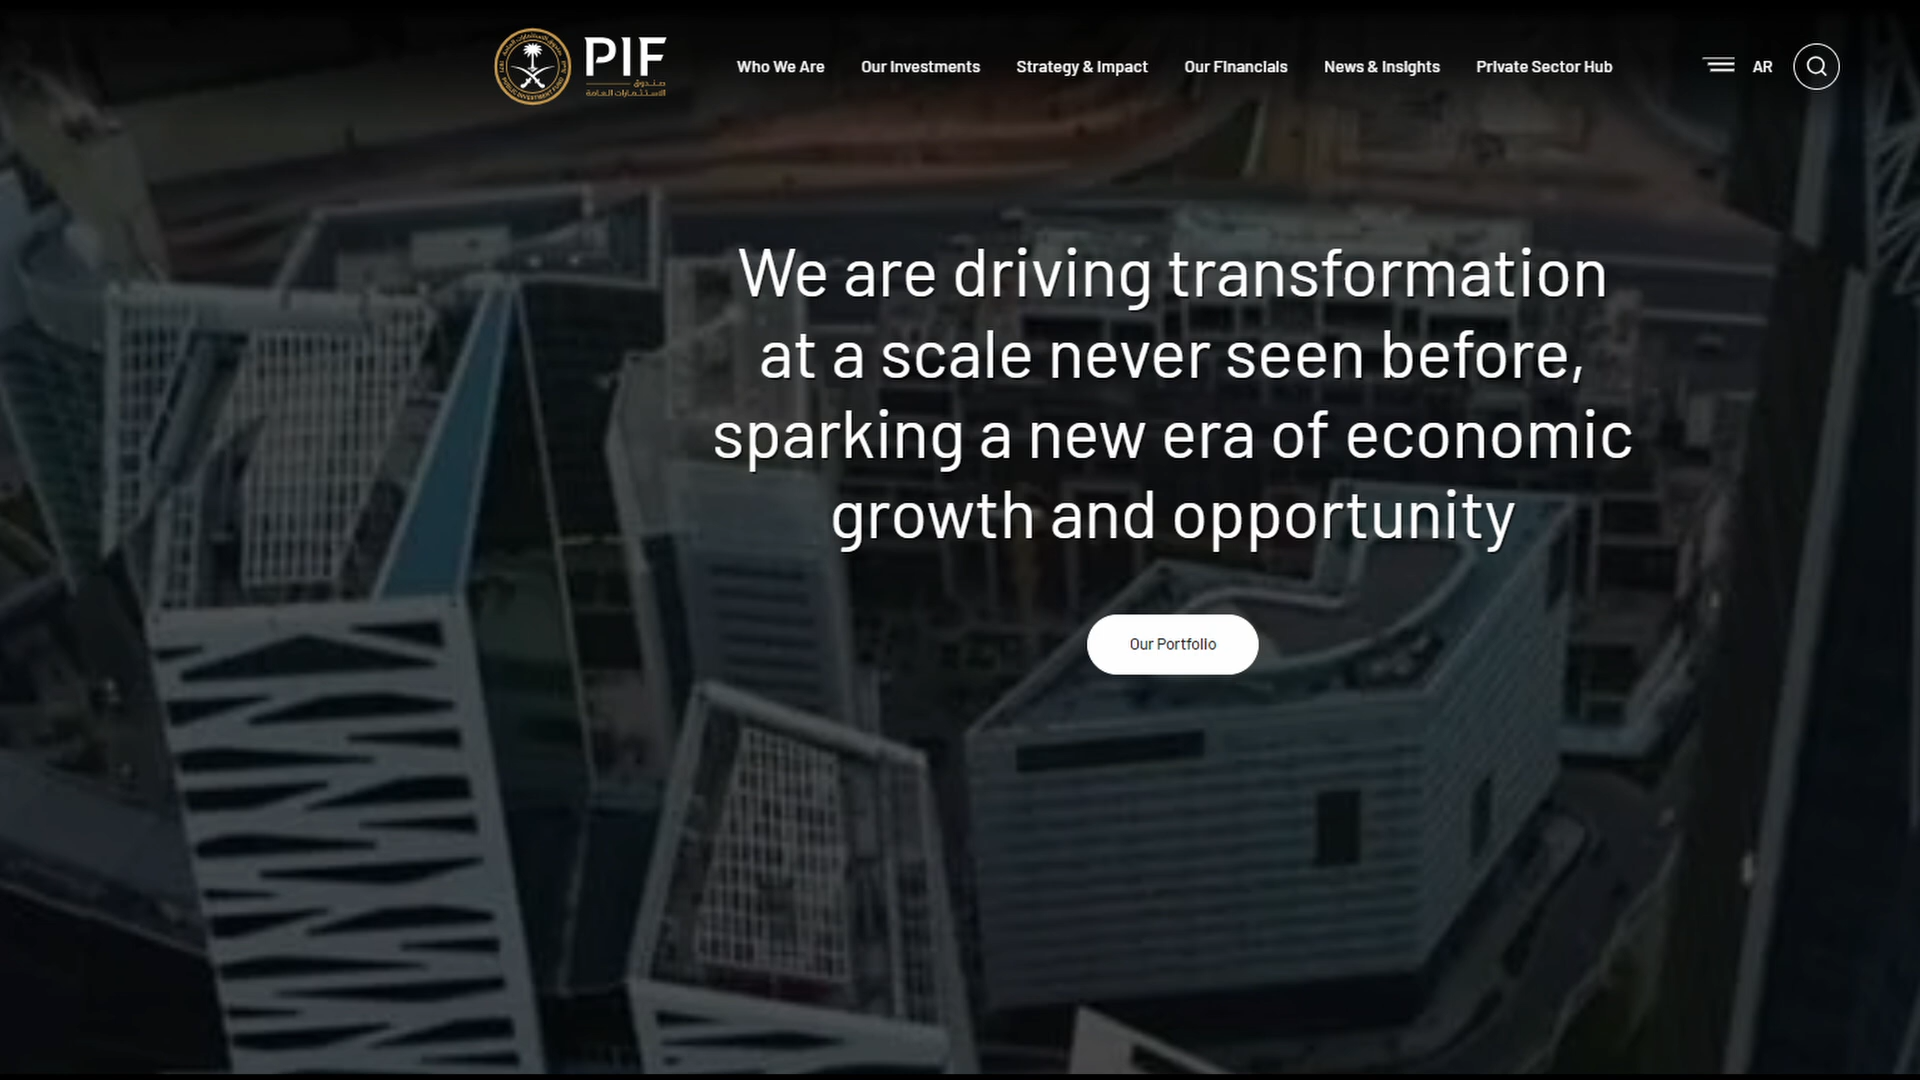 PIF
صندوق
الاستثمارات العامة
Who We Are
Our Investments
Strategy & Impact
Our Financials
News & Insights
Private Sector Hub
AR
We are driving transformation
at a scale never seen before,
sparking a new era of economic
growth and opportunity
Our Portfolio